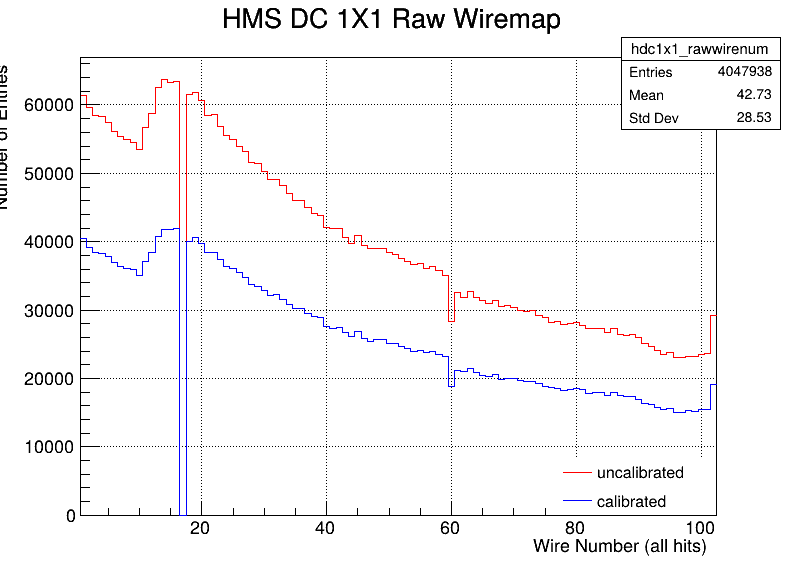 HMS DC 1X1 Raw Wiremap
hdc1x1_rawwirenum
Entries 4047938
Mean 42.73
Std Dev 28.53
Number of Entries
60000
50000
40000
30000
20000
10000
0
uncalibrated
calibrated
20 40 60 80 100
Wire Number (all hits)